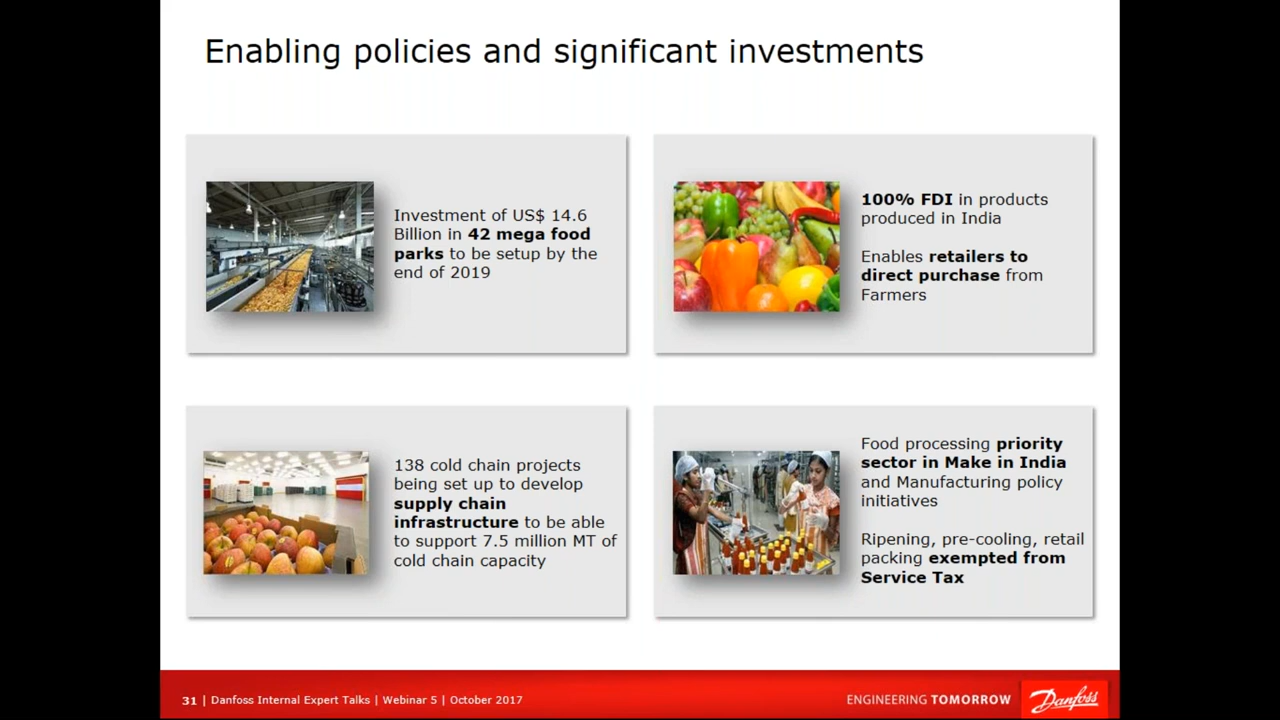 Enabling policies and significant investments
Investment of US$ 14.6
Billion in 42 mega food
parks to be setup by the
end of 2019
100% FDI in products
produced in India
Enables retailers to
direct purchase from
Farmers
138 cold chain projects
being set up to develop
supply chain
infrastructure to be able
to support 7.5 million MT of
cold chain capacity
Food processing priority
sector in Make in India
and Manufacturing policy
initiatives
Ripening, pre-cooling, retail
packing exempted from
Service Tax
31 | Danfoss Internal Expert Talks | Webinar 5 | October 2017
ENGINEERING TOMORROW
Danfoss